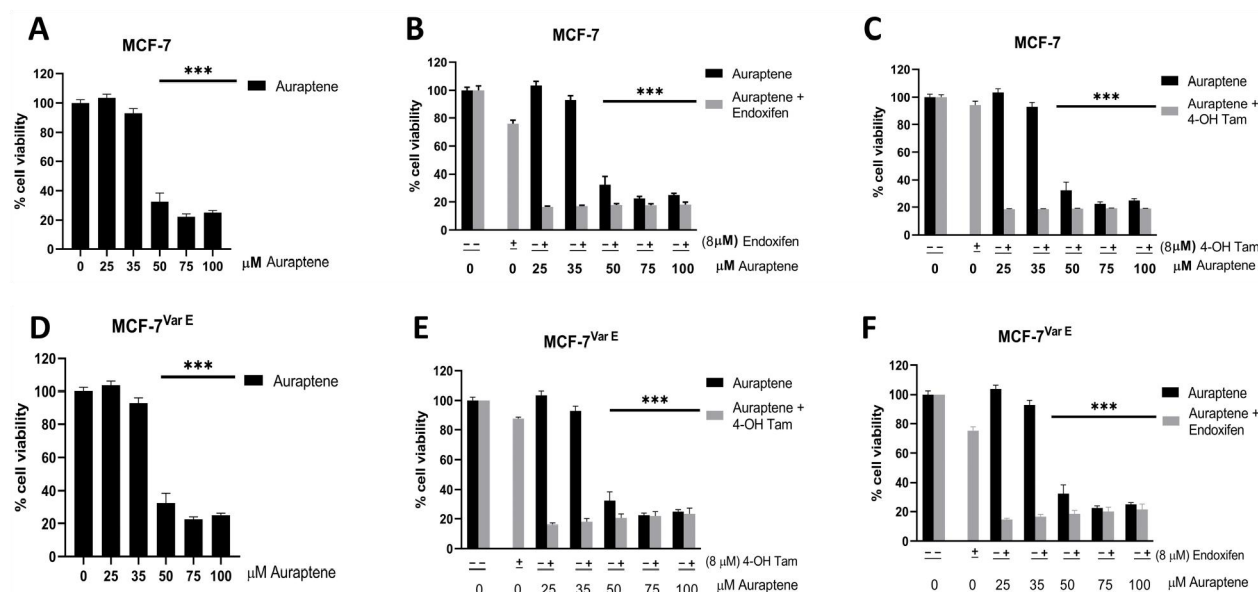 A
MCF-7
% cell viability
120
100
80
60
40
20
0
***
Auraptene
0 25 35 50 75 100
μM Auraptene
B
MCF-7
% cell viability
120
100
80
60
40
20
0
***
Auraptene
Auraptene +
Endoxifen
-- + -+ -+ -+ -+ -+ (8μM) Endoxifen
0 0 25 35 50 75 100
μM Auraptene
C
MCF-7
% cell viability
120
100
80
60
40
20
0
***
Auraptene
Auraptene +
4-OH Tam
-- + -+ -+ -+ -+ -+ (8μM) 4-OH Tam
0 0 25 35 50 75 100 μM Auraptene
D
MCF-7Var E
% cell viability
120
100
80
60
40
20
0
***
Auraptene
0 25 35 50 75 100
μM Auraptene
E
MCF-7Var E
% cell viability
120
100
80
60
40
20
0
***
Auraptene
Auraptene +
4-OH Tam
-- + -+ -+ -+ -+ -+ (8 μM) 4-OH Tam
0 0 25 35 50 75 100 μM Auraptene
F
MCF-7Var E
% cell viability
120
100
80
60
40
20
0
***
Auraptene
Auraptene +
Endoxifen
-- + -+ -+ -+ -+ -+ (8 μM) Endoxifen
0 0 25 35 50 75 100 μM Auraptene